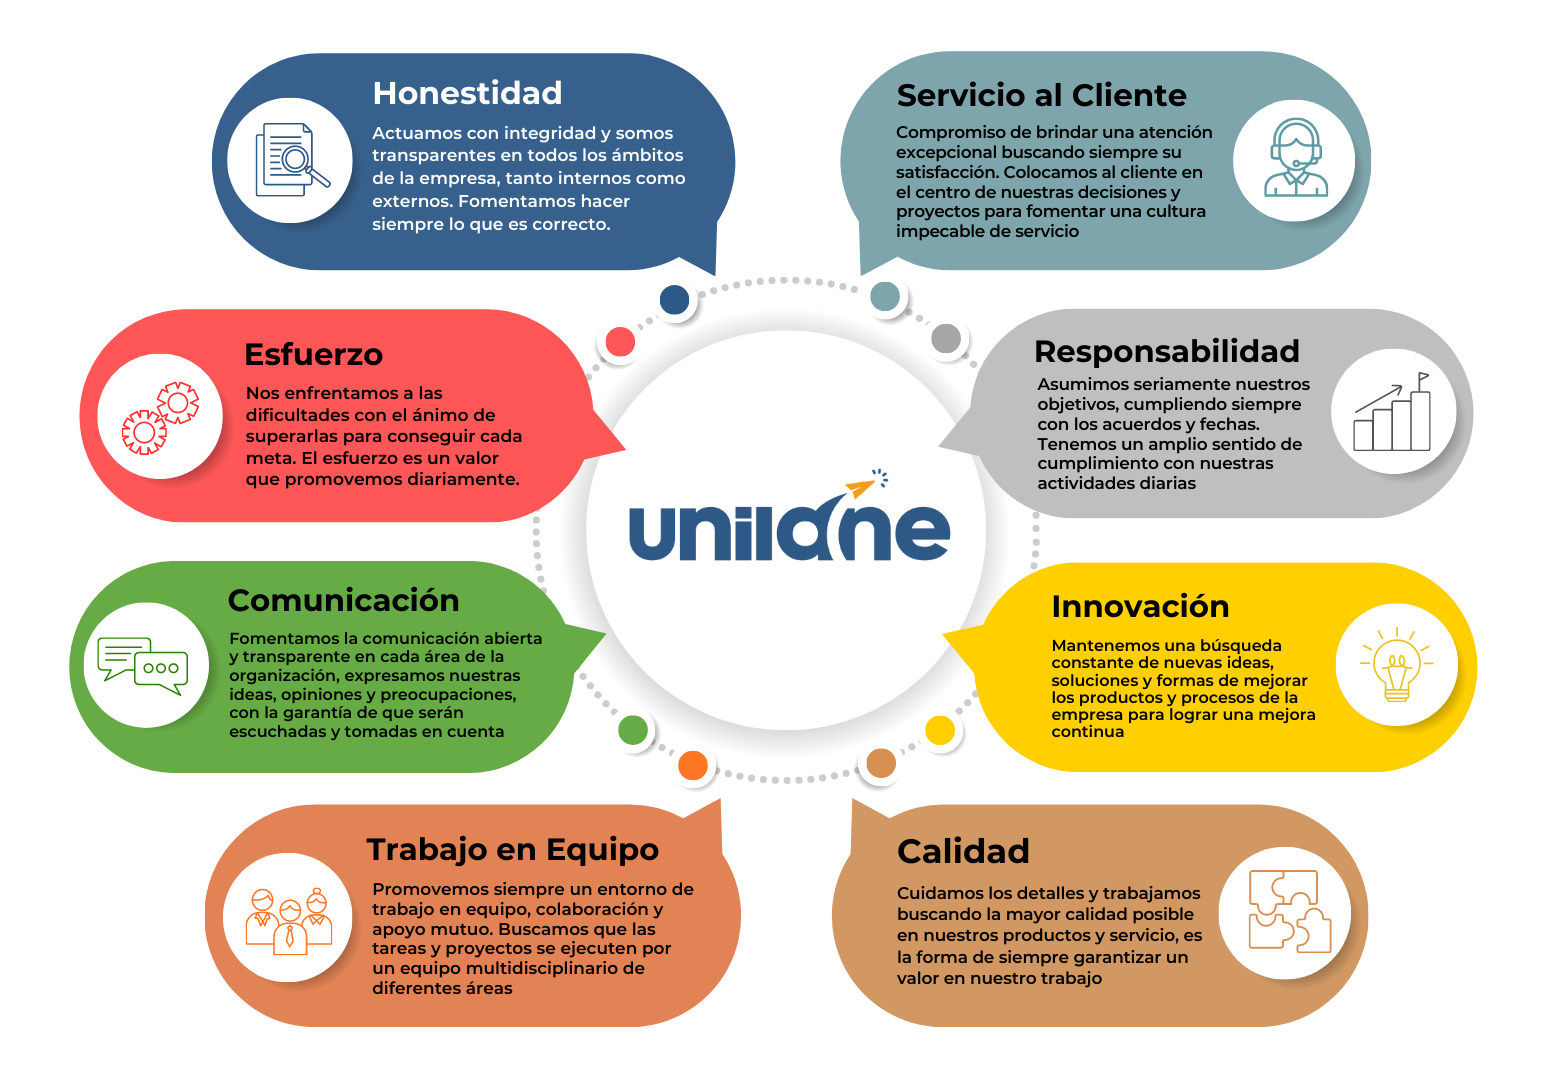 Honestidad
Actuamos con integridad y somos
transparentes en todos los ámbitos
de la empresa, tanto internos como
externos. Fomentamos hacer
siempre lo que es correcto.
Servicio al Cliente
Compromiso de brindar una atención
excepcional buscando siempre su
satisfacción. Colocamos al cliente en
el centro de nuestras decisiones y
proyectos para fomentar una cultura
impecable de servicio
Esfuerzo
Nos enfrentamos a las
dificultades con el ánimo de
superarlas para conseguir cada
meta. El esfuerzo es un valor
que promovemos diariamente.
Responsabilidad
Asumimos seriamente nuestros
objetivos, cumpliendo siempre
con los acuerdos y fechas.
Tenemos un amplio sentido de
cumplimiento con nuestras
actividades diarias
unilane
Comunicación
Fomentamos la comunicación abierta
y transparente en cada área de la
organización, expresamos nuestras
ideas, opiniones y preocupaciones,
con la garantía de que serán
escuchadas y tomadas en cuenta
Innovación
Mantenemos una búsqueda
constante de nuevas ideas,
soluciones y formas de mejorar
los productos y procesos de la
empresa para lograr una mejora
continua
Trabajo en Equipo
Promovemos siempre un entorno de
trabajo en equipo, colaboración y
apoyo mutuo. Buscamos que las
tareas y proyectos se ejecuten por
un equipo multidisciplinario de
diferentes áreas
Calidad
Cuidamos los detalles y trabajamos
buscando la mayor calidad posible
en nuestros productos y servicio, es
la forma de siempre garantizar un
valor en nuestro trabajo